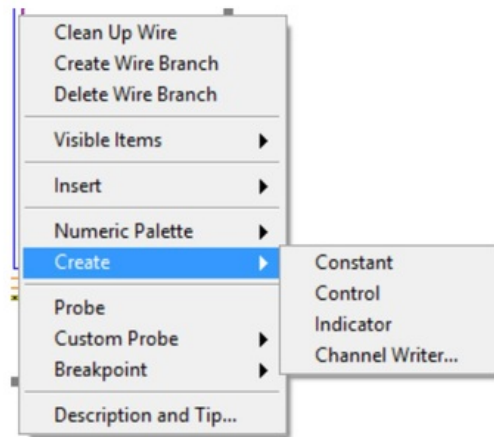 Clean Up Wire
Create Wire Branch
Delete Wire Branch
Visible Items
Insert
Numeric Palette
Create
Constant
Control
Indicator
Channel Writer...
Probe
Custom Probe
Breakpoint
Description and Tip...